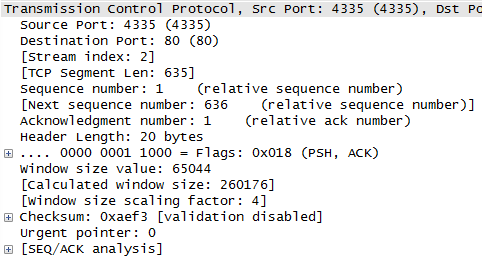 Transmission Control Protocol, Src Port: 4335 (4335), Dst Po
Source Port: 4335 (4335)
Destination Port: 80 (80)
[Stream index: 2]
[TCP Segment Len: 635]
Sequence number: 1    (relative sequence number)
[Next sequence number: 636    (relative sequence number)]
Acknowledgment number: 1    (relative ack number)
Header Length: 20 bytes
.... 0000 0001 1000 = Flags: 0x018 (PSH, ACK)
Window size value: 65044
[Calculated window size: 260176]
[Window size scaling factor: 4]
Checksum: 0xaef3 [validation disabled]
Urgent pointer: 0
[SEQ/ACK analysis]